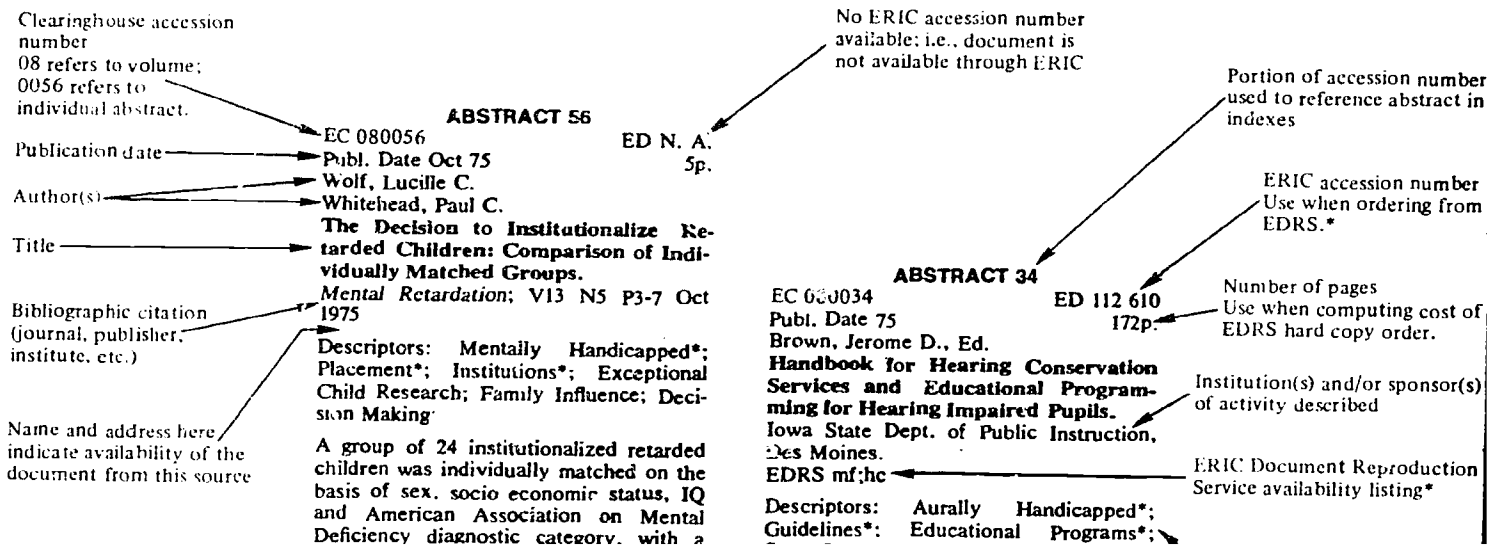 Clearinghouse accession
number
08 refers to volume;
0056 refers to
individual abstract.
Publication date
Author(s)
Title
Bibliographic citation
(journal, publisher,
institute, etc.)
Name and address here
indicate availability of the
document from this source
ABSTRACT 56
EC 080056 ED N. A.
Publ. Date Oct 75 5p.
Wolf, Lucille C.
Whitehead, Paul C.
The Decision to Institutionalize Re-
tarded Children: Comparison of Indi-
vidually Matched Groups.
Mental Retardation; V13 N5 P3-7 Oct
1975
Descriptors: Mentally Handicapped*;
Placement*; Institutions*; Exceptional
Child Research; Family Influence; Deci-
sion Making
A group of 24 institutionalized retarded
children was individually matched on the
basis of sex, socio economic status, IQ
and American Association on Mental
Deficiency diagnostic category, with a
No ERIC accession number
available; i.e., document is
not available through ERIC
Portion of accession number
used to reference abstract in
indexes
ERIC accession number
Use when ordering from
EDRS.*
Number of pages
Use when computing cost of
EDRS hard copy order.
Institution(s) and/or sponsor(s)
of activity described
ERIC Document Reproduction
Service availability listing*
ABSTRACT 34
EC 080034 ED 112 610
Publ. Date 75 172p.
Brown, Jerome D., Ed.
Handbook for Hearing Conservation
Services and Educational Program-
ming for Hearing Impaired Pupils.
Iowa State Dept. of Public Instruction,
Des Moines.
EDRS mf;hc
Descriptors: Aurally Handicapped*;
Guidelines*: Educational Programs*;